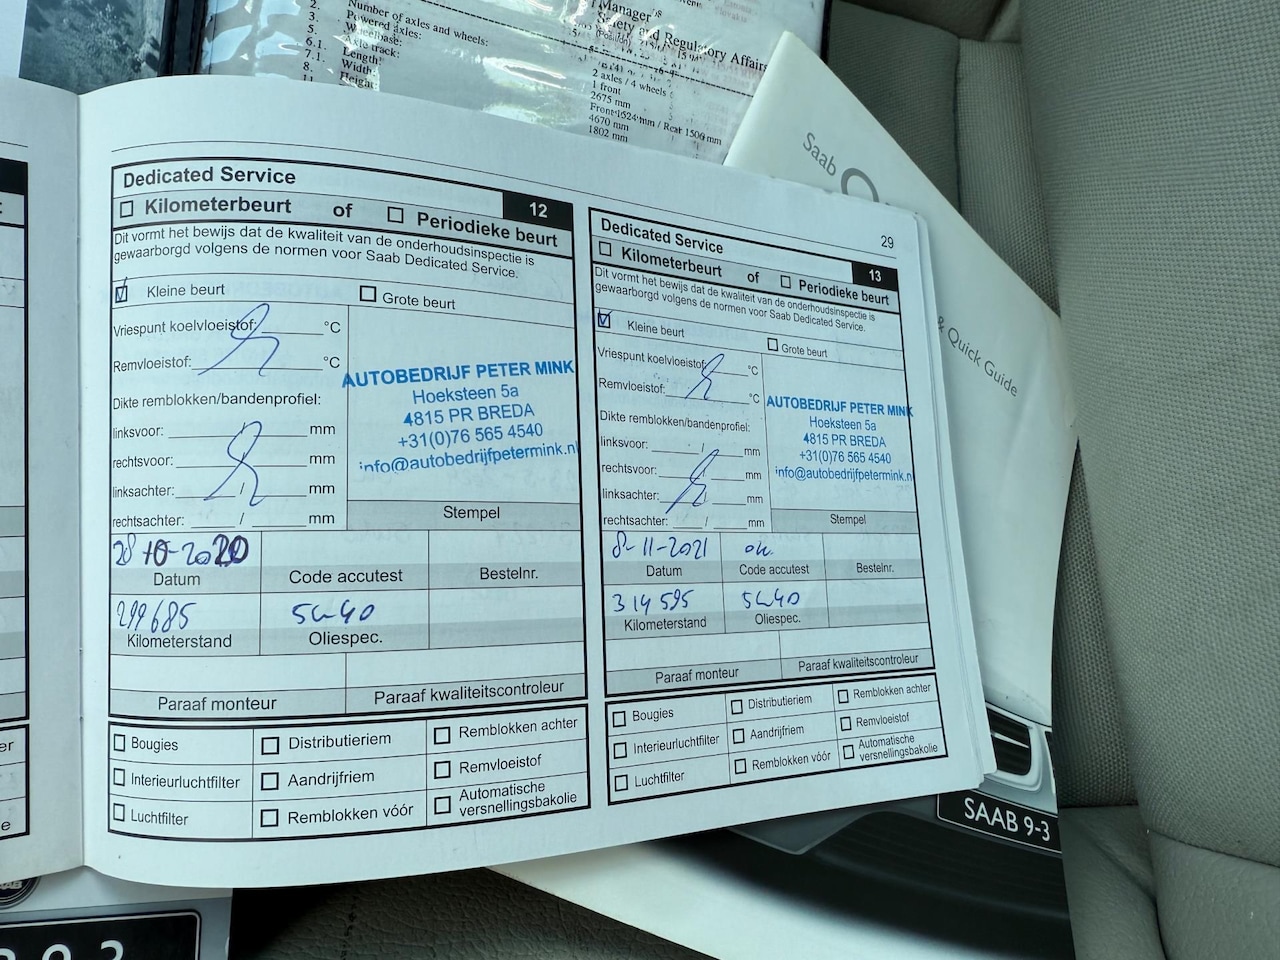 Manager
Safety and Regulatory Affairs
(Position)
2.
3.
5.
6.1.
7.1.
8.
Number of axles and wheels:
Powered axles:
Wheelbase:
Axle track:
Length:
Width:
Height:
2 axles / 4 wheels
1 front
2675 mm
Front 1524 mm / Rear 1506 mm
4670 mm
1802 mm
Saab
& Quick Guide
Dedicated Service
12
☐ Kilometerbeurt of ☐ Periodieke beurt
Dit vormt het bewijs dat de kwaliteit van de onderhoudsinspectie is
gewaarborgd volgens de normen voor Saab Dedicated Service.
☑ Kleine beurt ☐ Grote beurt
Vriespunt koelvloeistof: °C
Remvloeistof: °C
Dikte remblokken/bandenprofiel:
linksvoor: / mm
rechtsvoor: / mm
linksachter: / mm
rechtsachter: / mm
AUTOBEDRIJF PETER MINK
Hoeksteen 5a
4815 PR BREDA
+31(0)76 565 4540
info@autobedrijfpetermink.nl
Stempel
28-10-2020
Datum Code accutest Bestelnr.
299685 5W40
Kilometerstand Oliespec.
Paraaf monteur Paraaf kwaliteitscontroleur
☐ Bougies ☐ Distributieriem ☐ Remblokken achter
☐ Interieurluchtfilter ☐ Aandrijfriem ☐ Remvloeistof
☐ Luchtfilter ☐ Remblokken vóór ☐ Automatische
versnellingsbakolie
29
Dedicated Service
13
☐ Kilometerbeurt of ☐ Periodieke beurt
Dit vormt het bewijs dat de kwaliteit van de onderhoudsinspectie is
gewaarborgd volgens de normen voor Saab Dedicated Service.
☑ Kleine beurt ☐ Grote beurt
Vriespunt koelvloeistof: °C
Remvloeistof: °C
Dikte remblokken/bandenprofiel:
linksvoor: / mm
rechtsvoor: / mm
linksachter: / mm
rechtsachter: / mm
AUTOBEDRIJF PETER MINK
Hoeksteen 5a
4815 PR BREDA
+31(0)76 565 4540
info@autobedrijfpetermink.nl
Stempel
8-11-2021 ok.
Datum Code accutest Bestelnr.
314595 5W40
Kilometerstand Oliespec.
Paraaf monteur Paraaf kwaliteitscontroleur
☐ Bougies ☐ Distributieriem ☐ Remblokken achter
☐ Interieurluchtfilter ☐ Aandrijfriem ☐ Remvloeistof
☐ Luchtfilter ☐ Remblokken vóór ☐ Automatische
versnellingsbakolie
SAAB 9-3